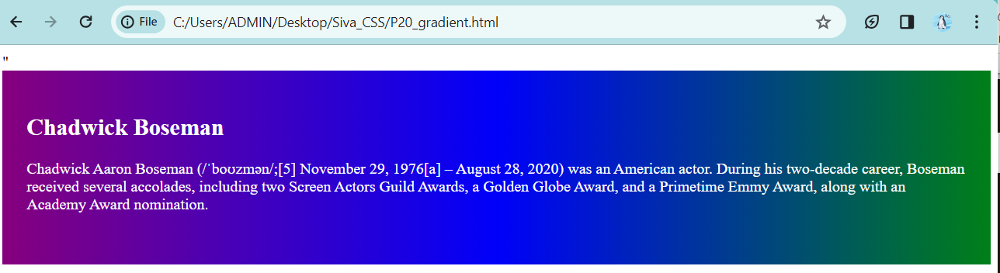 File C:/Users/ADMIN/Desktop/Siva_CSS/P20_gradient.html
"
Chadwick Boseman
Chadwick Aaron Boseman (/ˈboʊzmən/;[5] November 29, 1976[a] – August 28, 2020) was an American actor. During his two-decade career, Boseman
received several accolades, including two Screen Actors Guild Awards, a Golden Globe Award, and a Primetime Emmy Award, along with an
Academy Award nomination.